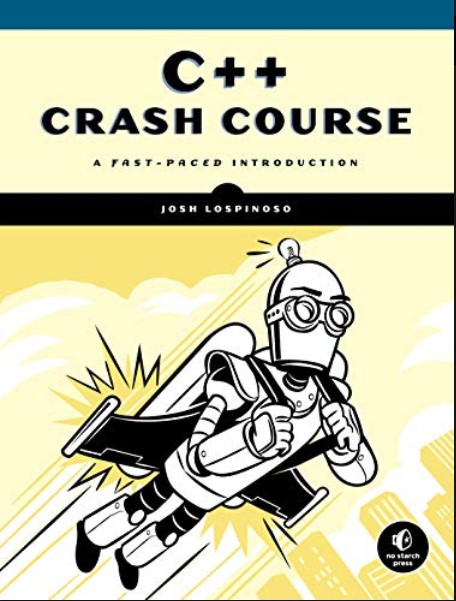 C++
CRASH COURSE
A FAST-PACED INTRODUCTION
JOSH LOSPINOSO
no starch
press